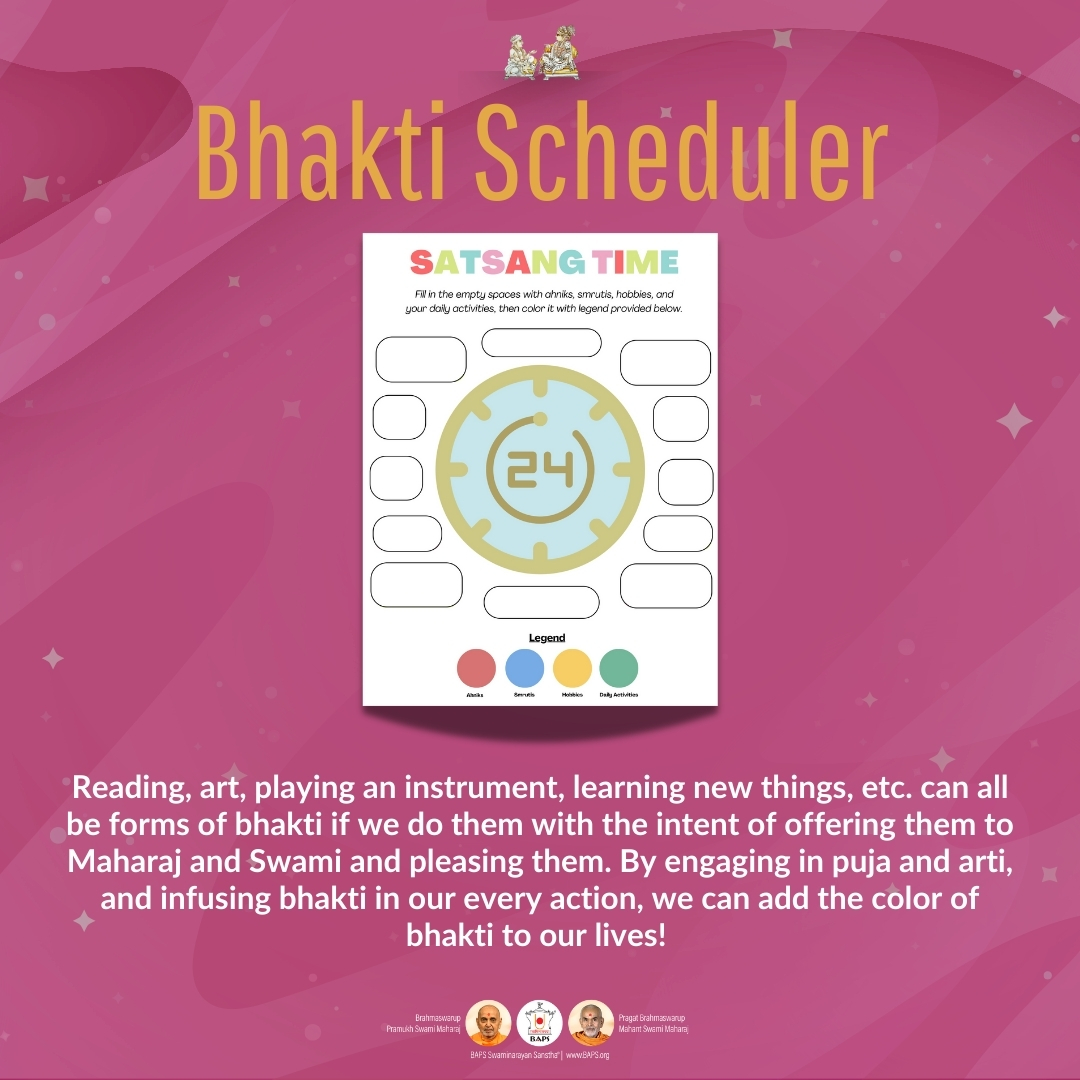 Bhakti Scheduler
SATSANG TIME
Fill in the empty spaces with ahniks, smrutis, hobbies, and
your daily activities, then color it with legend provided below.
24
Legend
Ahniks
Smrutis
Hobbies
Daily Activities
Reading, art, playing an instrument, learning new things, etc. can all
be forms of bhakti if we do them with the intent of offering them to
Maharaj and Swami and pleasing them. By engaging in puja and arti,
and infusing bhakti in our every action, we can add the color of
bhakti to our lives!
Brahmaswarup
Pramukh Swami Maharaj
BAPS
Pragat Brahmaswarup
Mahant Swami Maharaj
BAPS Swaminarayan Sanstha® | www.BAPS.org